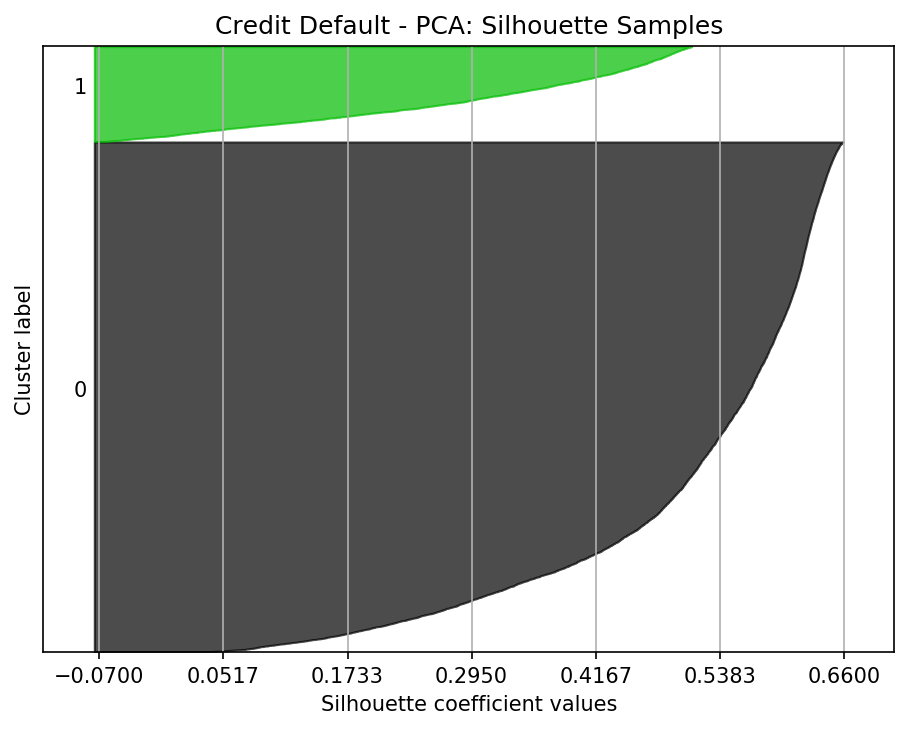 Credit Default - PCA: Silhouette Samples
1
0
Cluster label
−0.0700 0.0517 0.1733 0.2950 0.4167 0.5383 0.6600
Silhouette coefficient values